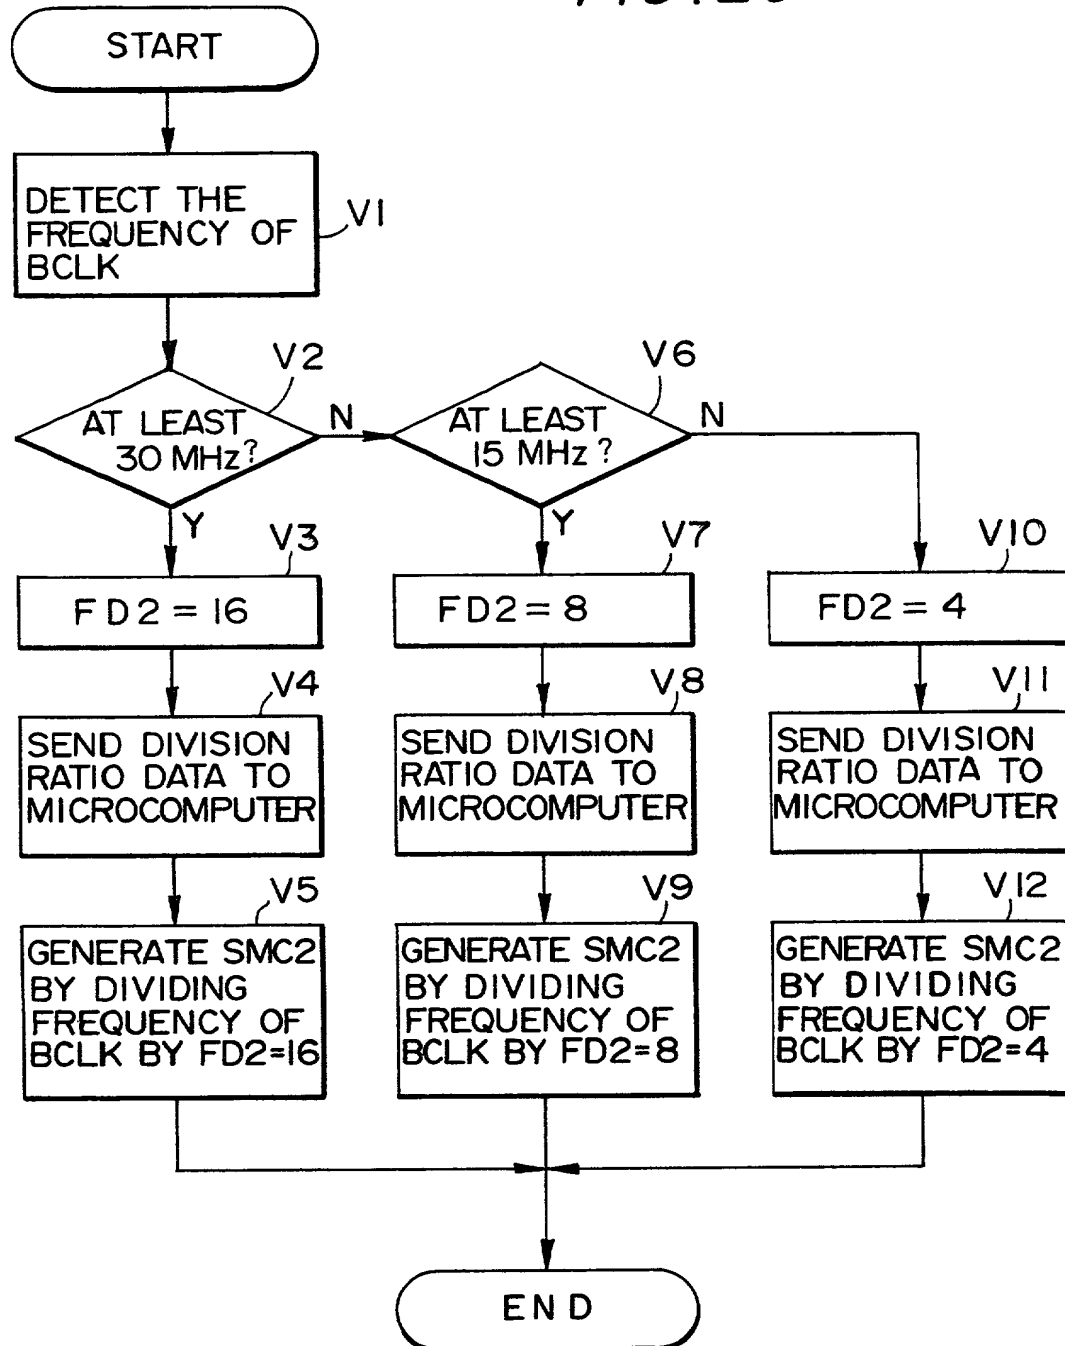 START
DETECT THE
FREQUENCY OF
BCLK
V1
V2
AT LEAST
30 MHz?
N
Y
V6
AT LEAST
15 MHz?
N
Y
V3
FD2 = 16
V7
FD2 = 8
V10
FD2 = 4
V4
SEND DIVISION
RATIO DATA TO
MICROCOMPUTER
V8
SEND DIVISION
RATIO DATA TO
MICROCOMPUTER
V11
SEND DIVISION
RATIO DATA TO
MICROCOMPUTER
V5
GENERATE SMC2
BY DIVIDING
FREQUENCY OF
BCLK BY FD2=16
V9
GENERATE SMC2
BY DIVIDING
FREQUENCY OF
BCLK BY FD2=8
V12
GENERATE SMC2
BY DIVIDING
FREQUENCY OF
BCLK BY FD2=4
END